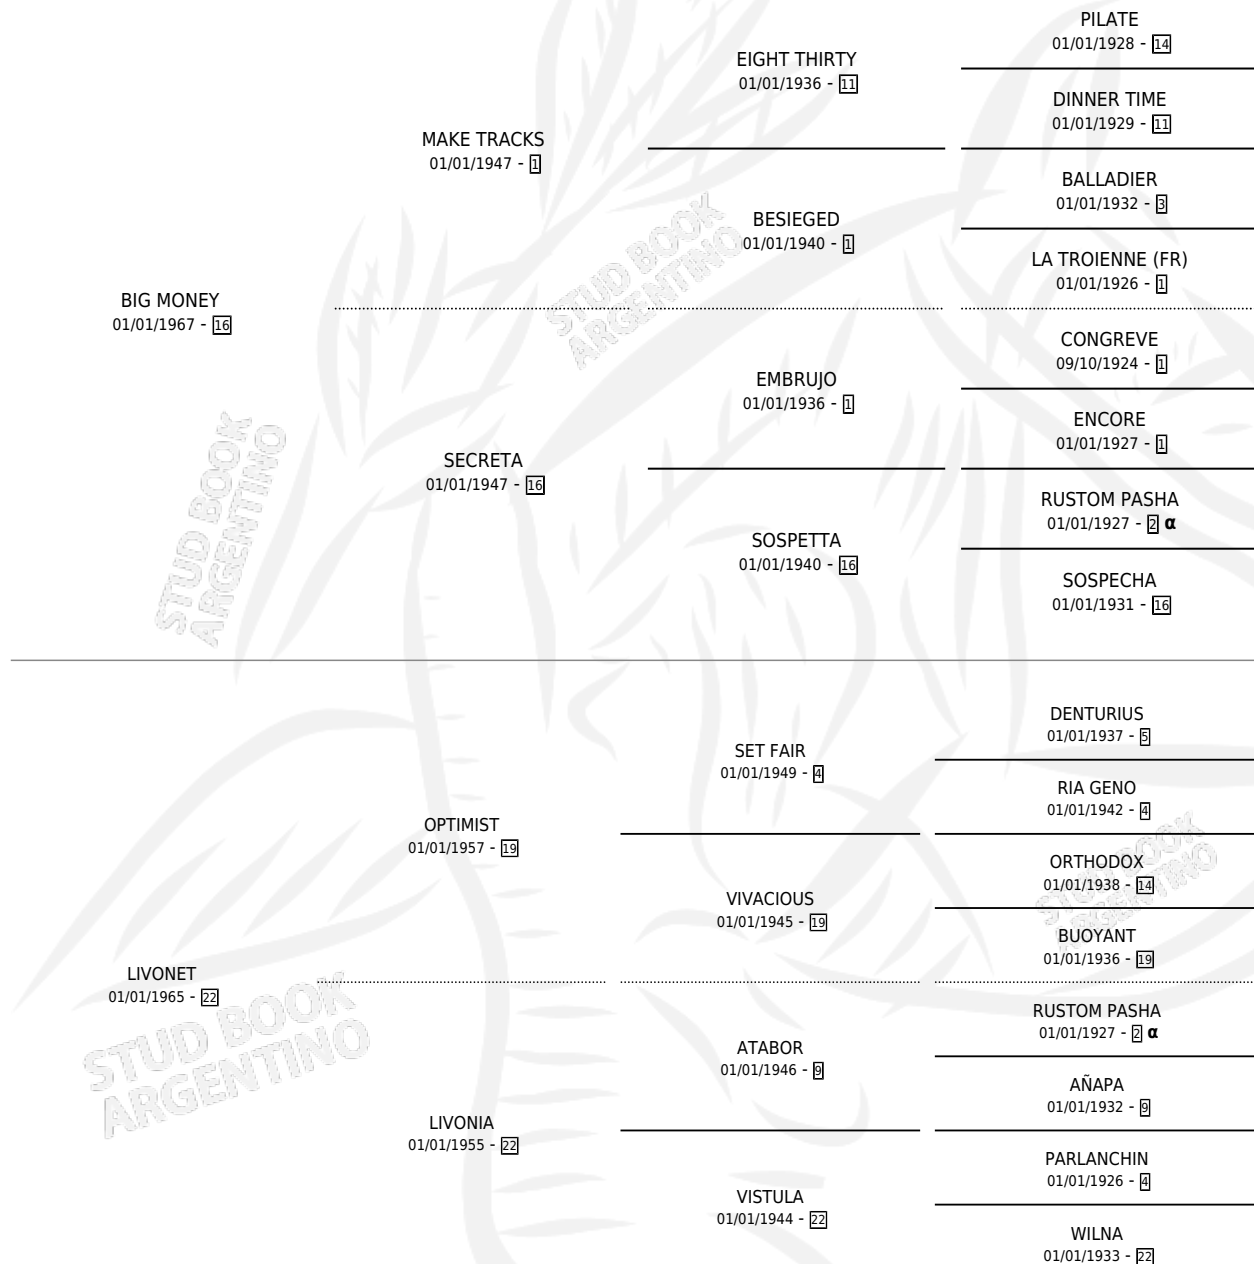 PILATE
01/01/1928 - 14
EIGHT THIRTY
01/01/1936 - 11
DINNER TIME
01/01/1929 - 11
MAKE TRACKS
01/01/1947 - 1
BALLADIER
01/01/1932 - 3
BESIEGED
01/01/1940 - 1
LA TROIENNE (FR)
01/01/1926 - 1
BIG MONEY
01/01/1967 - 16
STUD BOOK
ARGENTINO
CONGREVE
09/10/1924 - 1
EMBRUJO
01/01/1936 - 1
ENCORE
01/01/1927 - 1
SECRETA
01/01/1947 - 16
RUSTOM PASHA
01/01/1927 - 2 α
SOSPETTA
01/01/1940 - 16
SOSPECHA
01/01/1931 - 16
STUD BOOK
ARGENTINO
DENTURIUS
01/01/1937 - 5
SET FAIR
01/01/1949 - 4
RIA GENO
01/01/1942 - 4
OPTIMIST
01/01/1957 - 19
ORTHODOX
01/01/1938 - 14
VIVACIOUS
01/01/1945 - 19
BUOYANT
01/01/1936 - 19
STUD BOOK
ARGENTINO
LIVONET
01/01/1965 - 22
STUD BOOK
ARGENTINO
RUSTOM PASHA
01/01/1927 - 2 α
ATABOR
01/01/1946 - 9
AÑAPA
01/01/1932 - 9
LIVONIA
01/01/1955 - 22
PARLANCHIN
01/01/1926 - 4
VISTULA
01/01/1944 - 22
WILNA
01/01/1933 - 22